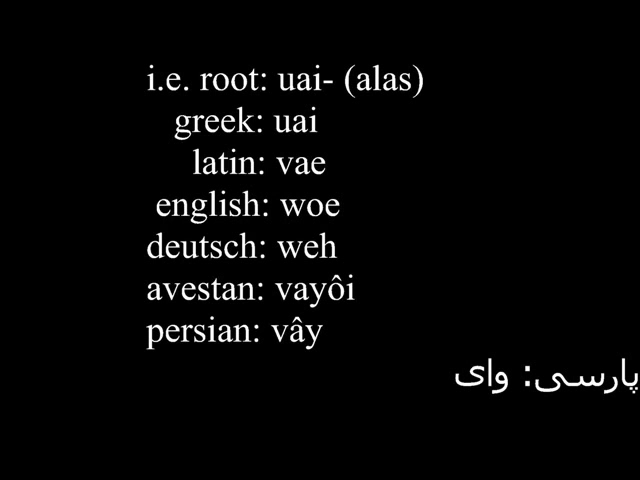 i.e. root: uai- (alas)
greek: uai
latin: vae
english: woe
deutsch: weh
avestan: vayôi
persian: vây
پارسی: وای